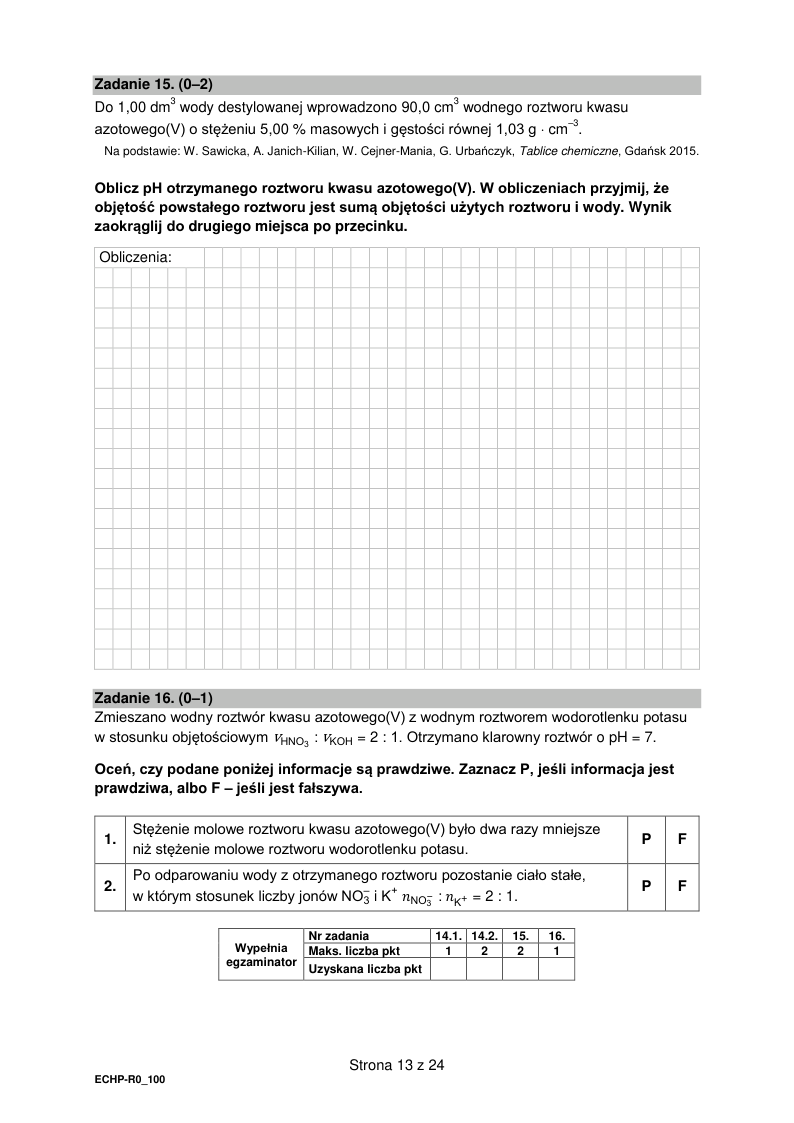 Zadanie 15. (0–2)
Do 1,00 dm³ wody destylowanej wprowadzono 90,0 cm³ wodnego roztworu kwasu
azotowego(V) o stężeniu 5,00 % masowych i gęstości równej 1,03 g · cm⁻³.
Na podstawie: W. Sawicka, A. Janich-Kilian, W. Cejner-Mania, G. Urbańczyk, Tablice chemiczne, Gdańsk 2015.
Oblicz pH otrzymanego roztworu kwasu azotowego(V). W obliczeniach przyjmij, że
objętość powstałego roztworu jest sumą objętości użytych roztworu i wody. Wynik
zaokrąglij do drugiego miejsca po przecinku.
Obliczenia:
Zadanie 16. (0–1)
Zmieszano wodny roztwór kwasu azotowego(V) z wodnym roztworem wodorotlenku potasu
w stosunku objętościowym v_HNO₃ : v_KOH = 2 : 1. Otrzymano klarowny roztwór o pH = 7.
Oceń, czy podane poniżej informacje są prawdziwe. Zaznacz P, jeśli informacja jest
prawdziwa, albo F – jeśli jest fałszywa.
1. Stężenie molowe roztworu kwasu azotowego(V) było dwa razy mniejsze
niż stężenie molowe roztworu wodorotlenku potasu. P F
2. Po odparowaniu wody z otrzymanego roztworu pozostanie ciało stałe,
w którym stosunek liczby jonów NO₃⁻ i K⁺ n_NO₃⁻ : n_K⁺ = 2 : 1. P F
Wypełnia
egzaminator
Nr zadania 14.1. 14.2. 15. 16.
Maks. liczba pkt 1 2 2 1
Uzyskana liczba pkt
Strona 13 z 24
ECHP-R0_100